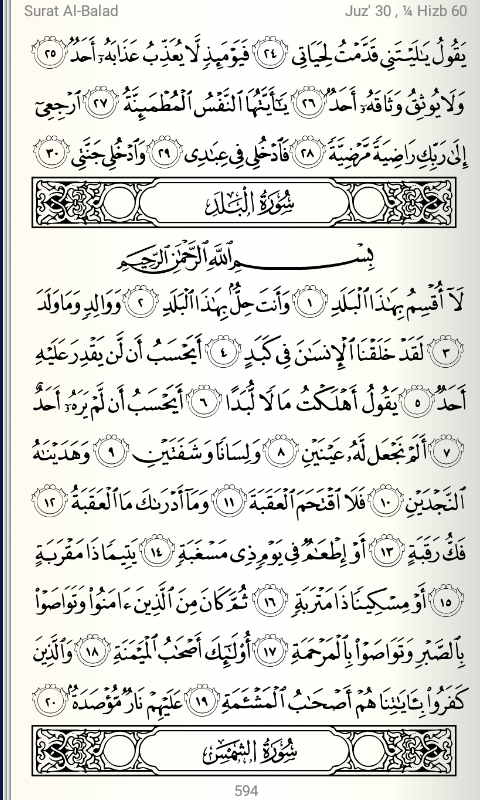 Surat Al-Balad Juz' 30 , ¼ Hizb 60
يَقُولُ يَٰلَيۡتَنِي قَدَّمۡتُ لِحَيَاتِي ٢٤ فَيَوۡمَئِذٖ لَّا يُعَذِّبُ عَذَابَهُۥٓ أَحَدٞ ٢٥
وَلَا يُوثِقُ وَثَاقَهُۥٓ أَحَدٞ ٢٦ يَٰٓأَيَّتُهَا ٱلنَّفۡسُ ٱلۡمُطۡمَئِنَّةُ ٢٧ ٱرۡجِعِيٓ
إِلَىٰ رَبِّكِ رَاضِيَةٗ مَّرۡضِيَّةٗ ٢٨ فَٱدۡخُلِي فِي عِبَٰدِي ٢٩ وَٱدۡخُلِي جَنَّتِي ٣٠
سُورَةُ ٱلْبَلَدِ
بِسۡمِ ٱللَّهِ ٱلرَّحۡمَٰنِ ٱلرَّحِيمِ
لَآ أُقۡسِمُ بِهَٰذَا ٱلۡبَلَدِ ١ وَأَنتَ حِلُّۢ بِهَٰذَا ٱلۡبَلَدِ ٢ وَوَالِدٖ وَمَا وَلَدَ
٣ لَقَدۡ خَلَقۡنَا ٱلۡإِنسَٰنَ فِي كَبَدٍ ٤ أَيَحۡسَبُ أَن لَّن يَقۡدِرَ عَلَيۡهِ
أَحَدٞ ٥ يَقُولُ أَهۡلَكۡتُ مَالٗا لُّبَدًا ٦ أَيَحۡسَبُ أَن لَّمۡ يَرَهُۥٓ أَحَدٌ
٧ أَلَمۡ نَجۡعَل لَّهُۥ عَيۡنَيۡنِ ٨ وَلِسَانٗا وَشَفَتَيۡنِ ٩ وَهَدَيۡنَٰهُ
ٱلنَّجۡدَيۡنِ ١٠ فَلَا ٱقۡتَحَمَ ٱلۡعَقَبَةَ ١١ وَمَآ أَدۡرَىٰكَ مَا ٱلۡعَقَبَةُ ١٢
فَكُّ رَقَبَةٍ ١٣ أَوۡ إِطۡعَٰمٞ فِي يَوۡمٖ ذِي مَسۡغَبَةٖ ١٤ يَتِيمٗا ذَا مَقۡرَبَةٍ
١٥ أَوۡ مِسۡكِينٗا ذَا مَتۡرَبَةٖ ١٦ ثُمَّ كَانَ مِنَ ٱلَّذِينَ ءَامَنُواْ وَتَوَاصَوۡاْ
بِٱلصَّبۡرِ وَتَوَاصَوۡاْ بِٱلۡمَرۡحَمَةِ ١٧ أُوْلَٰٓئِكَ أَصۡحَٰبُ ٱلۡمَيۡمَنَةِ ١٨ وَٱلَّذِينَ
كَفَرُواْ بِـَٔايَٰتِنَا هُمۡ أَصۡحَٰبُ ٱلۡمَشۡـَٔمَةِ ١٩ عَلَيۡهِمۡ نَارٞ مُّؤۡصَدَةُۢ ٢٠
سُورَةُ ٱلشَّمْسِ
594